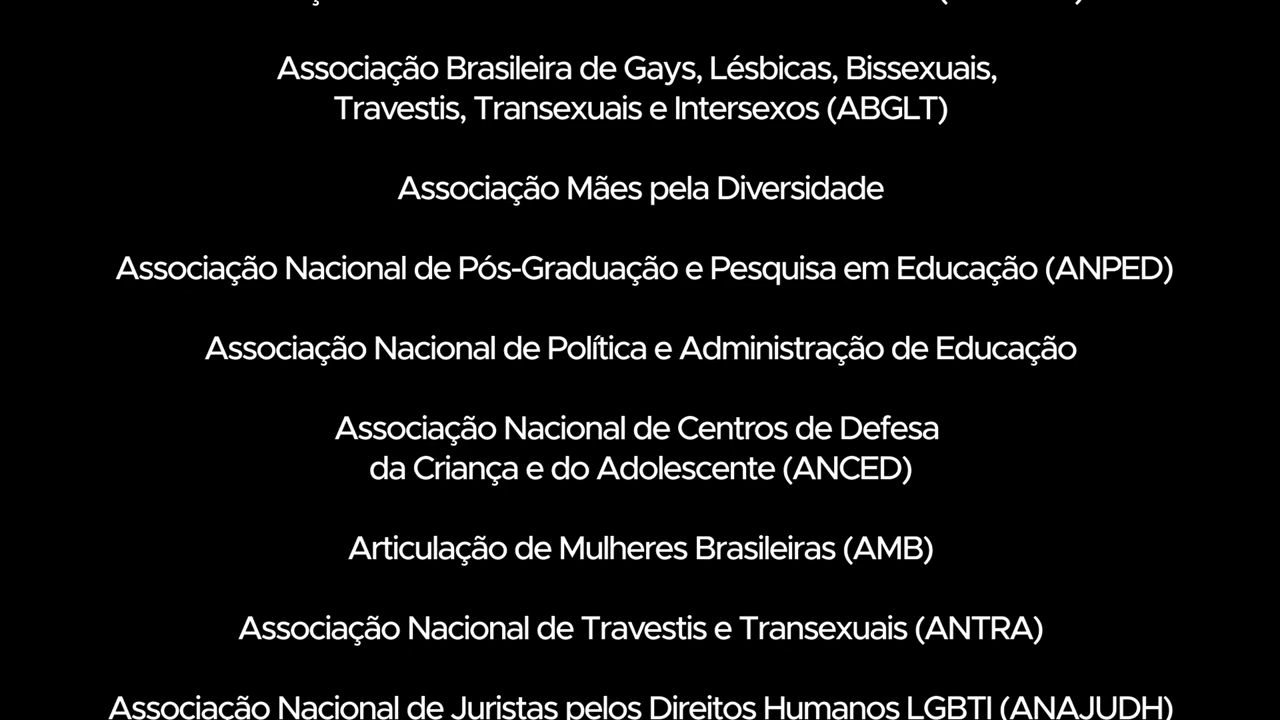 Associação Brasileira de Gays, Lésbicas, Bissexuais,
Travestis, Transexuais e Intersexos (ABGLT)
Associação Mães pela Diversidade
Associação Nacional de Pós-Graduação e Pesquisa em Educação (ANPED)
Associação Nacional de Política e Administração de Educação
Associação Nacional de Centros de Defesa
da Criança e do Adolescente (ANCED)
Articulação de Mulheres Brasileiras (AMB)
Associação Nacional de Travestis e Transexuais (ANTRA)
Associação Nacional de Juristas pelos Direitos Humanos LGBTI (ANAJUDH)